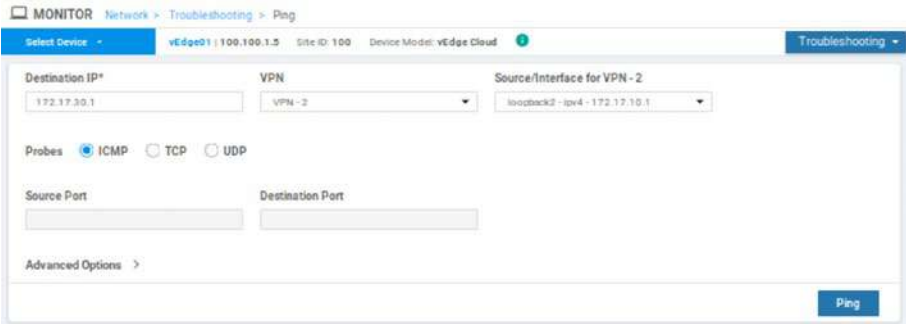 MONITOR Network > Troubleshooting > Ping
Select Device vEdge01 | 100.100.1.5 Site ID: 100 Device Model: vEdge Cloud Troubleshooting
Destination IP* VPN Source/Interface for VPN - 2
172.17.30.1 VPN - 2 loopback2 - ipv4 - 172.17.10.1
Probes ICMP TCP UDP
Source Port Destination Port
Advanced Options >
Ping